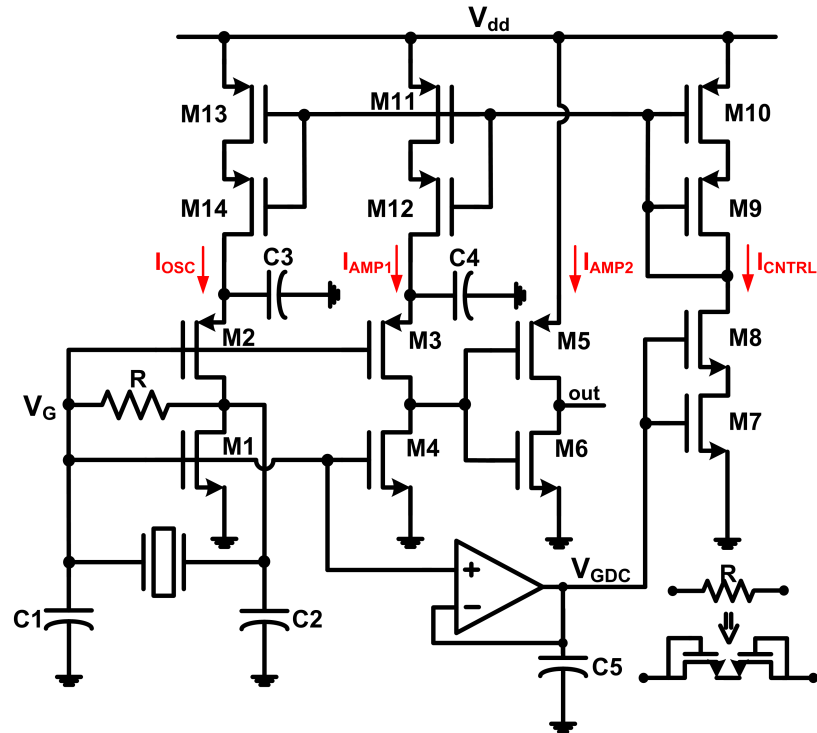 Vdd
M13
M11
M10
M14
M12
M9
IOSC
C3
IAMP1
C4
IAMP2
ICNTRL
M2
M3
M5
M8
R
VG
out
M1
M4
M6
M7
+
−
VGDC
R
C1
C2
C5